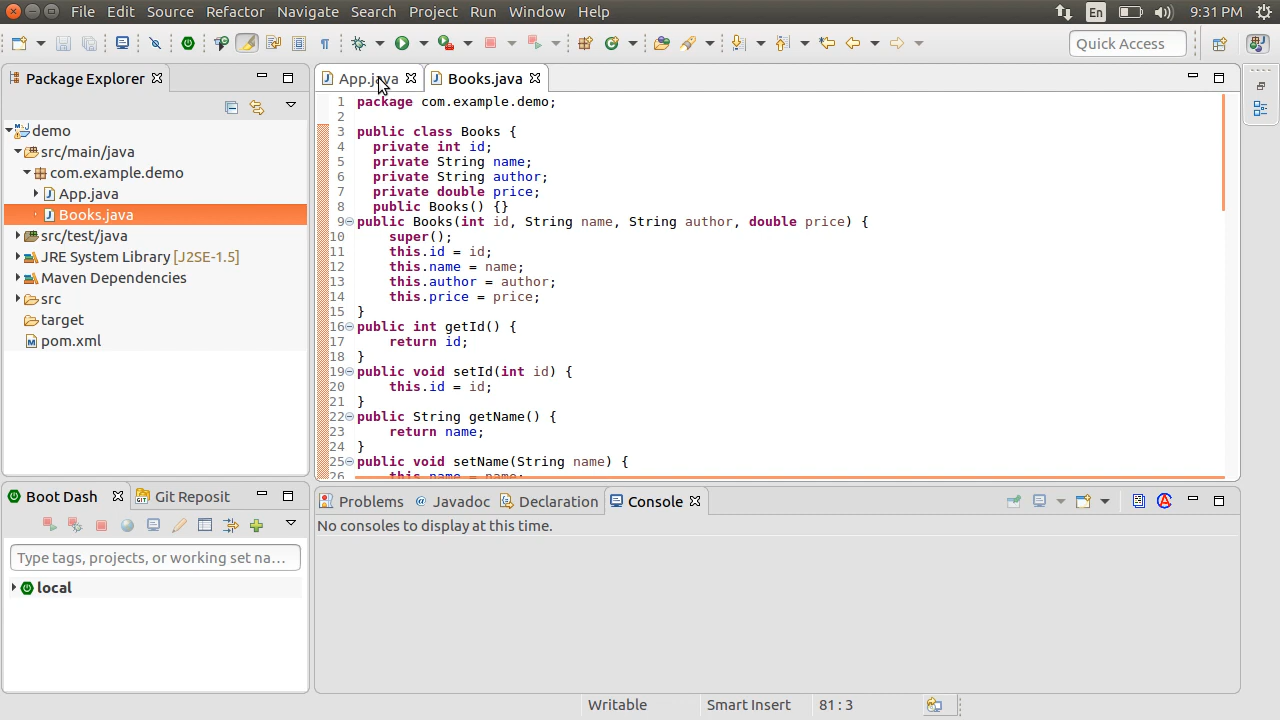 File Edit Source Refactor Navigate Search Project Run Window Help
En
9:31 PM
Quick Access
Package Explorer
demo
src/main/java
com.example.demo
App.java
Books.java
src/test/java
JRE System Library [J2SE-1.5]
Maven Dependencies
src
target
pom.xml
App.java
Books.java
1 package com.example.demo;
2
3 public class Books {
4 private int id;
5 private String name;
6 private String author;
7 private double price;
8 public Books() {}
9 public Books(int id, String name, String author, double price) {
10 super();
11 this.id = id;
12 this.name = name;
13 this.author = author;
14 this.price = price;
15 }
16 public int getId() {
17 return id;
18 }
19 public void setId(int id) {
20 this.id = id;
21 }
22 public String getName() {
23 return name;
24 }
25 public void setName(String name) {
26 this.name = name;
Boot Dash
Git Reposit
Type tags, projects, or working set na...
local
Problems
@ Javadoc
Declaration
Console
No consoles to display at this time.
Writable
Smart Insert
81 : 3